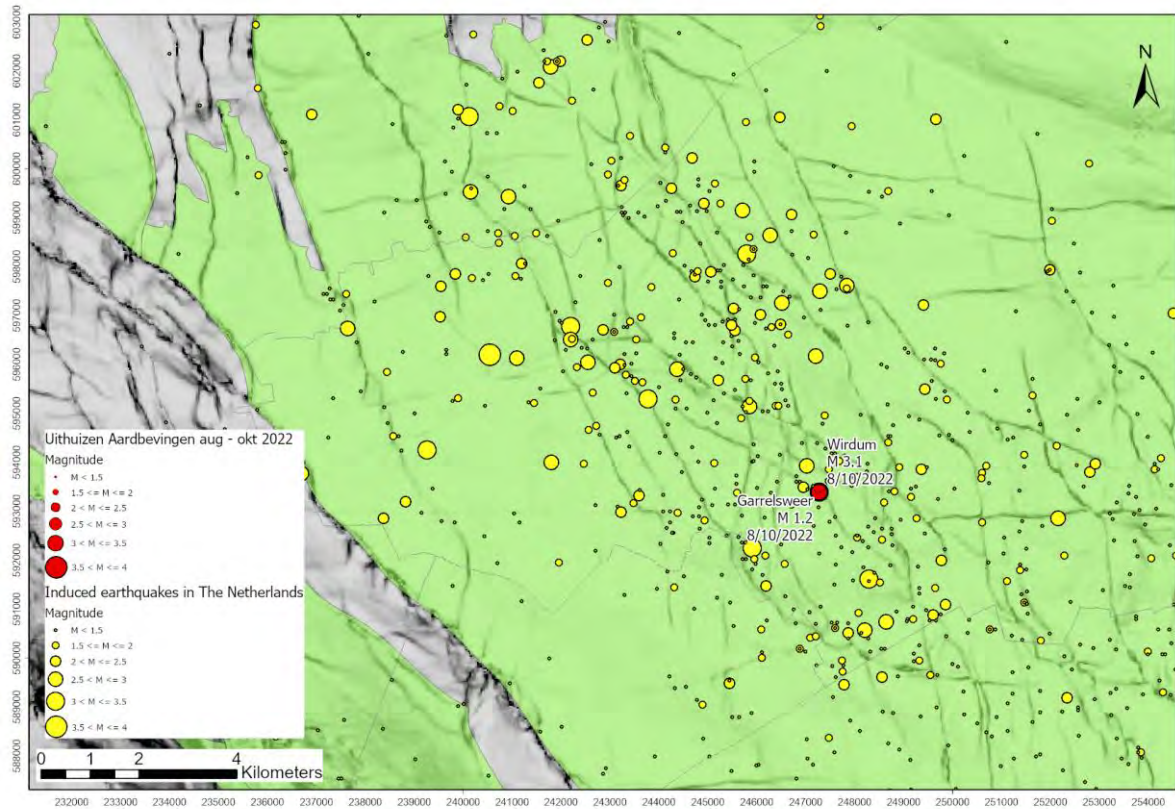 603000
602000
601000
600000
599000
598000
597000
596000
595000
594000
593000
592000
591000
590000
589000
588000
N
Wirdum
M 3.1
8/10/2022
Garrelsweer
M 1.2
8/10/2022
Uithuizen Aardbevingen aug - okt 2022
Magnitude
M < 1.5
1.5 <= M <= 2
2 < M <= 2.5
2.5 < M <= 3
3 < M <= 3.5
3.5 < M <= 4
Induced earthquakes in The Netherlands
Magnitude
M < 1.5
1.5 <= M <= 2
2 < M <= 2.5
2.5 < M <= 3
3 < M <= 3.5
3.5 < M <= 4
0 1 2 4
Kilometers
232000 233000 234000 235000 236000 237000 238000 239000 240000 241000 242000 243000 244000 245000 246000 247000 248000 249000 250000 251000 252000 253000 254000